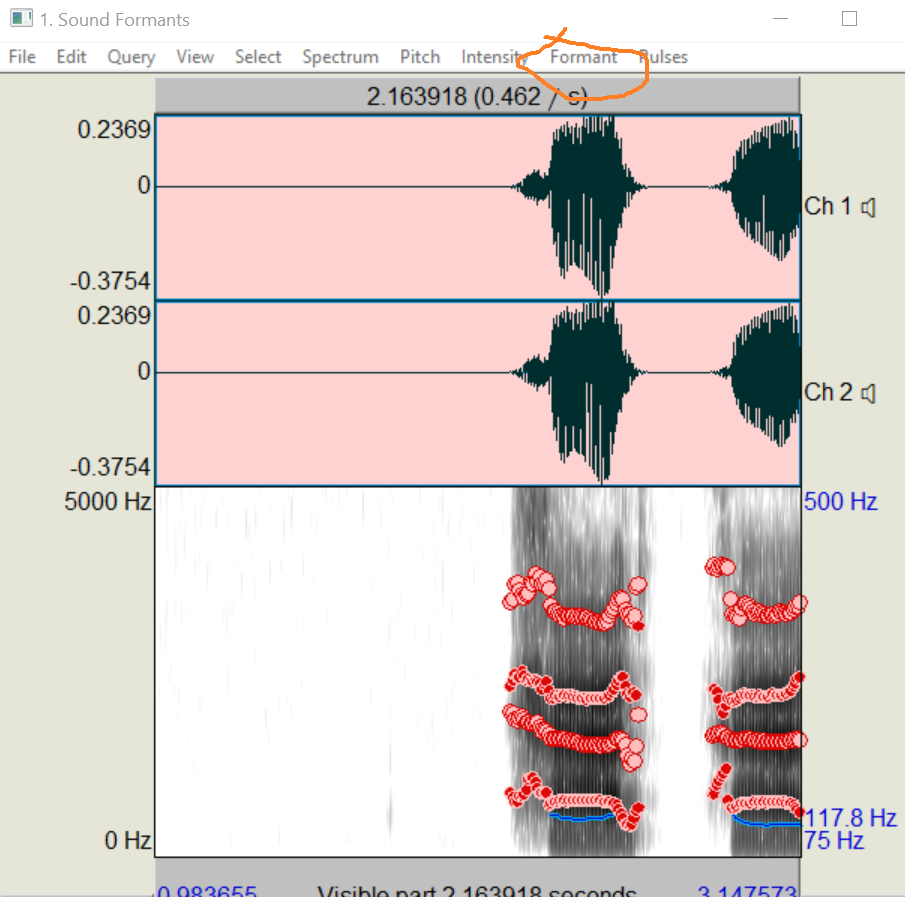 1. Sound Formants
File Edit Query View Select Spectrum Pitch Intensity Formant Pulses
2.163918 (0.462 / s)
0.2369
0
Ch 1
-0.3754
0.2369
0
Ch 2
-0.3754
5000 Hz 500 Hz
117.8 Hz
0 Hz 75 Hz
0.983655 Visible part 2.163918 seconds 3.147573